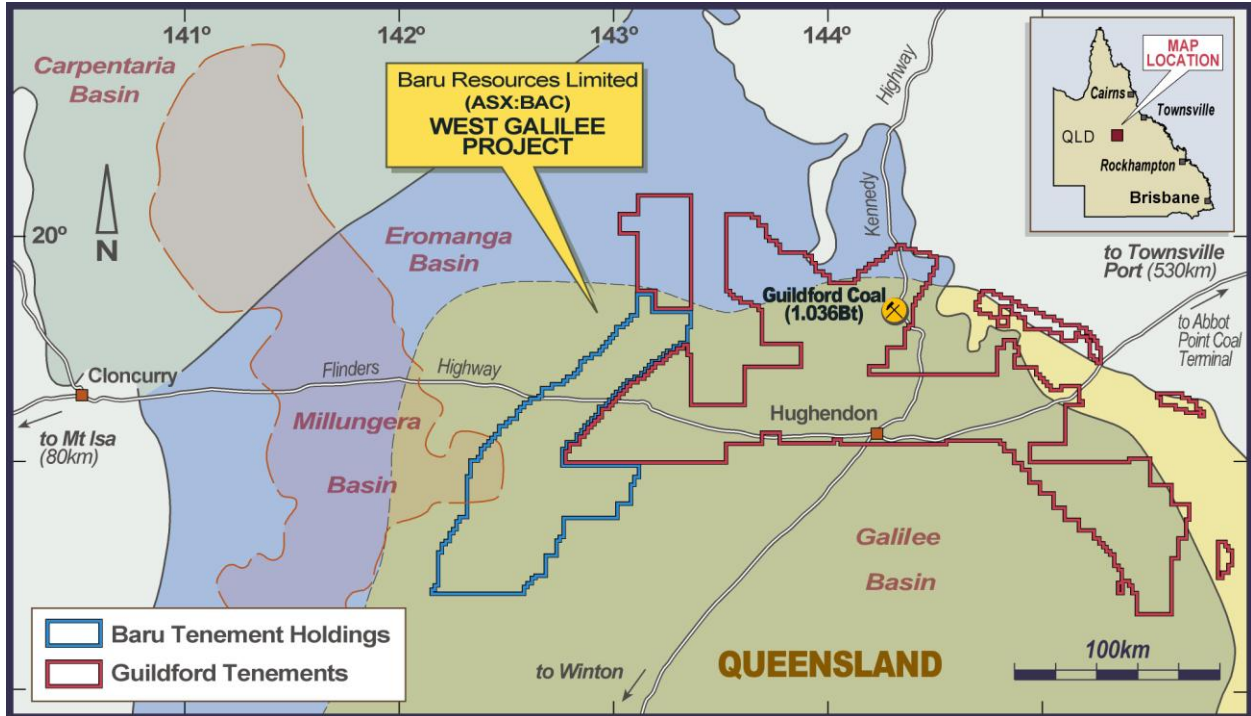 141º
142º
143º
144º
20º
N
Carpentaria
Basin
Baru Resources Limited
(ASX:BAC)
WEST GALILEE
PROJECT
Eromanga
Basin
Highway
Kennedy
MAP
LOCATION
Cairns
Townsville
QLD
Rockhampton
Brisbane
to Townsville
Port (530km)
to Abbot
Point Coal
Terminal
Guildford Coal
(1.036Bt)
Cloncurry
Flinders
Highway
to Mt Isa
(80km)
Millungera
Basin
Hughendon
Galilee
Basin
Baru Tenement Holdings
Guildford Tenements
to Winton
QUEENSLAND
100km